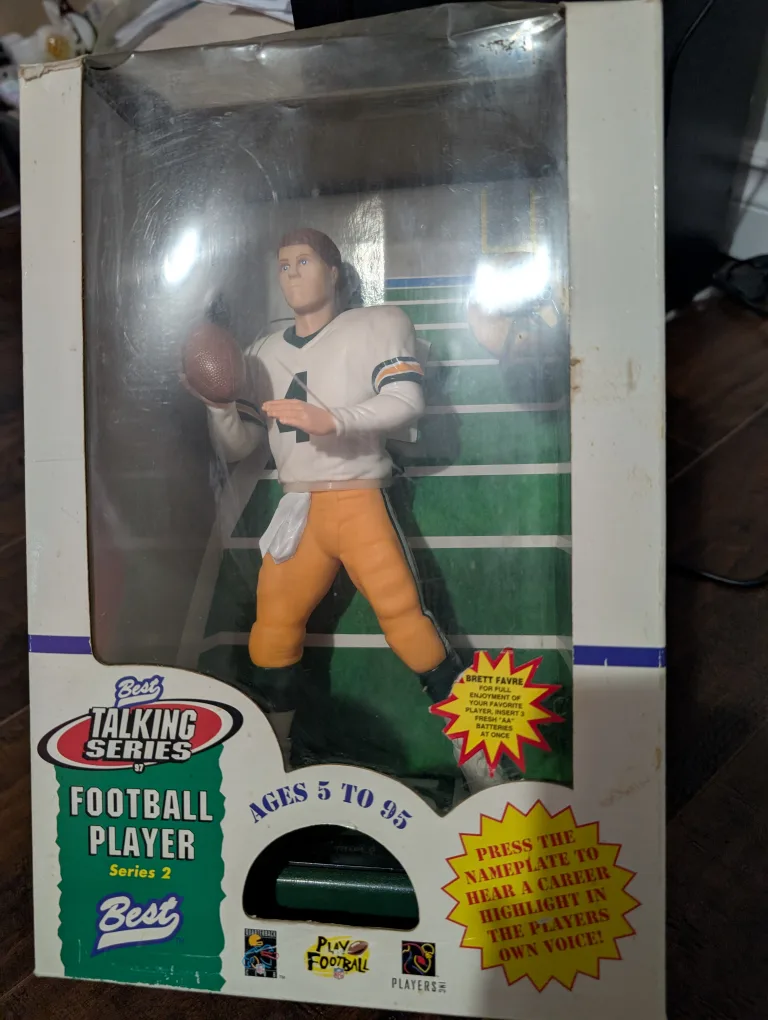 4
BRETT FAVRE
FOR FULL
ENJOYMENT OF
YOUR FAVORITE
PLAYER, INSERT 3
FRESH "AA"
BATTERIES
AT ONCE
Best
TALKING
SERIES
97
FOOTBALL
PLAYER
Series 2
Best
AGES 5 TO 95
PRESS THE
NAMEPLATE TO
HEAR A CAREER
HIGHLIGHT IN
THE PLAYERS
OWN VOICE!
QUARTERBACK
PLAY
FOOTBALL
PLAYERS INC